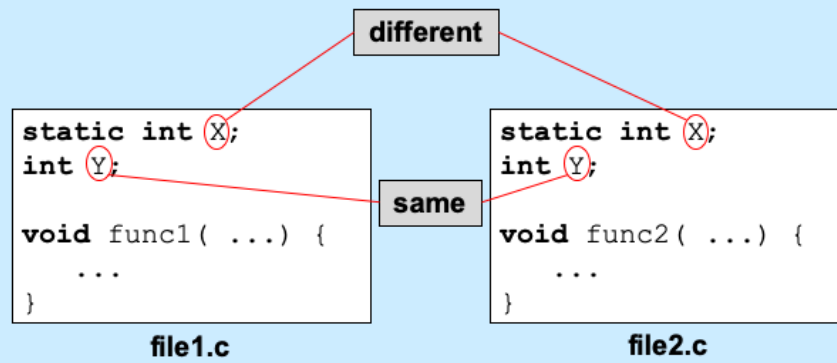 different
static int X;
int Y;
same
void func1( ...) {
...
}
file1.c
static int X;
int Y;
void func2( ...) {
...
}
file2.c